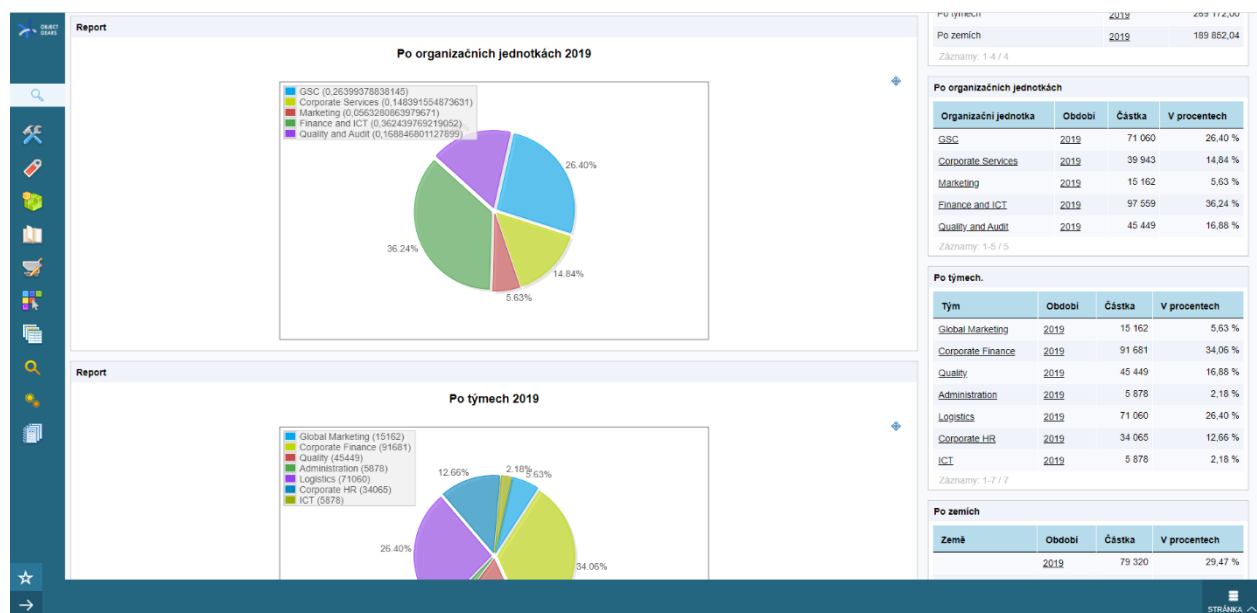 OBJECT
GEARS
Report
Po organizačních jednotkách 2019
GSC (0,26399378838145)
Corporate Services (0,148391554873631)
Marketing (0,0563280863979671)
Finance and ICT (0,362439769219052)
Quality and Audit (0,168846801127899)
26.40%
36.24%
14.84%
5.63%
Report
Po týmech 2019
Global Marketing (15162)
Corporate Finance (91681)
Quality (45449)
Administration (5878)
Logistics (71060)
Corporate HR (34065)
ICT (5878)
12.66%
2.18%
5.63%
26.40%
34.06%
Po týmech 2019 269 172,00
Po zemích 2019 189 852,04
Záznamy: 1-4 / 4
Po organizačních jednotkách
Organizační jednotka Období Částka V procentech
GSC 2019 71 060 26,40 %
Corporate Services 2019 39 943 14,84 %
Marketing 2019 15 162 5,63 %
Finance and ICT 2019 97 559 36,24 %
Quality and Audit 2019 45 449 16,88 %
Záznamy: 1-5 / 5
Po týmech.
Tým Období Částka V procentech
Global Marketing 2019 15 162 5,63 %
Corporate Finance 2019 91 681 34,06 %
Quality 2019 45 449 16,88 %
Administration 2019 5 878 2,18 %
Logistics 2019 71 060 26,40 %
Corporate HR 2019 34 065 12,66 %
ICT 2019 5 878 2,18 %
Záznamy: 1-7 / 7
Po zemích
Země Období Částka V procentech
2019 79 320 29,47 %
STRÁNKA